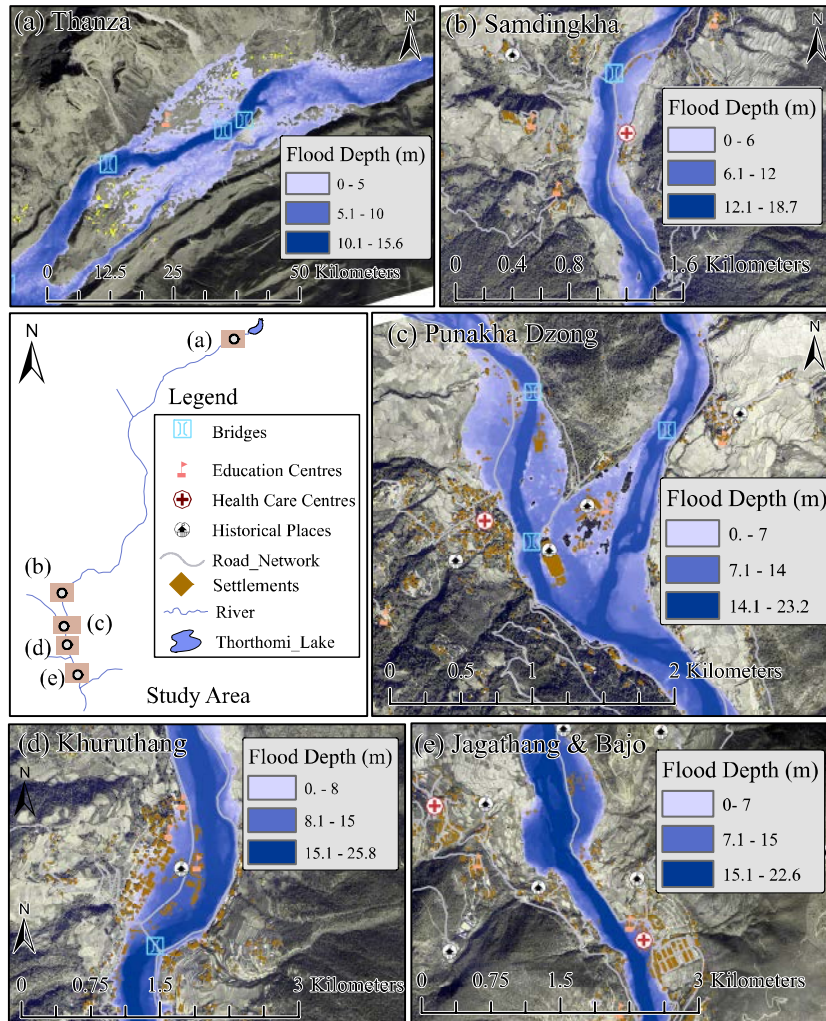 (a) Thanza
N
Flood Depth (m)
0 - 5
5.1 - 10
10.1 - 15.6
0
12.5
25
50
Kilometers
(b) Samdingkha
N
Flood Depth (m)
0 - 6
6.1 - 12
12.1 - 18.7
0
0.4
0.8
1.6
Kilometers
N
(a)
(b)
(c)
(d)
(e)
Legend
Bridges
Education Centres
Health Care Centres
Historical Places
Road_Network
Settlements
River
Thorthomi_Lake
Study Area
(c) Punakha Dzong
N
Flood Depth (m)
0. - 7
7.1 - 14
14.1 - 23.2
0
0.5
1
2
Kilometers
(d) Khuruthang
N
Flood Depth (m)
0. - 8
8.1 - 15
15.1 - 25.8
N
0
0.75
1.5
3
Kilometers
(e) Jagathang & Bajo
N
Flood Depth (m)
0- 7
7.1 - 15
15.1 - 22.6
0
0.75
1.5
3
Kilometers